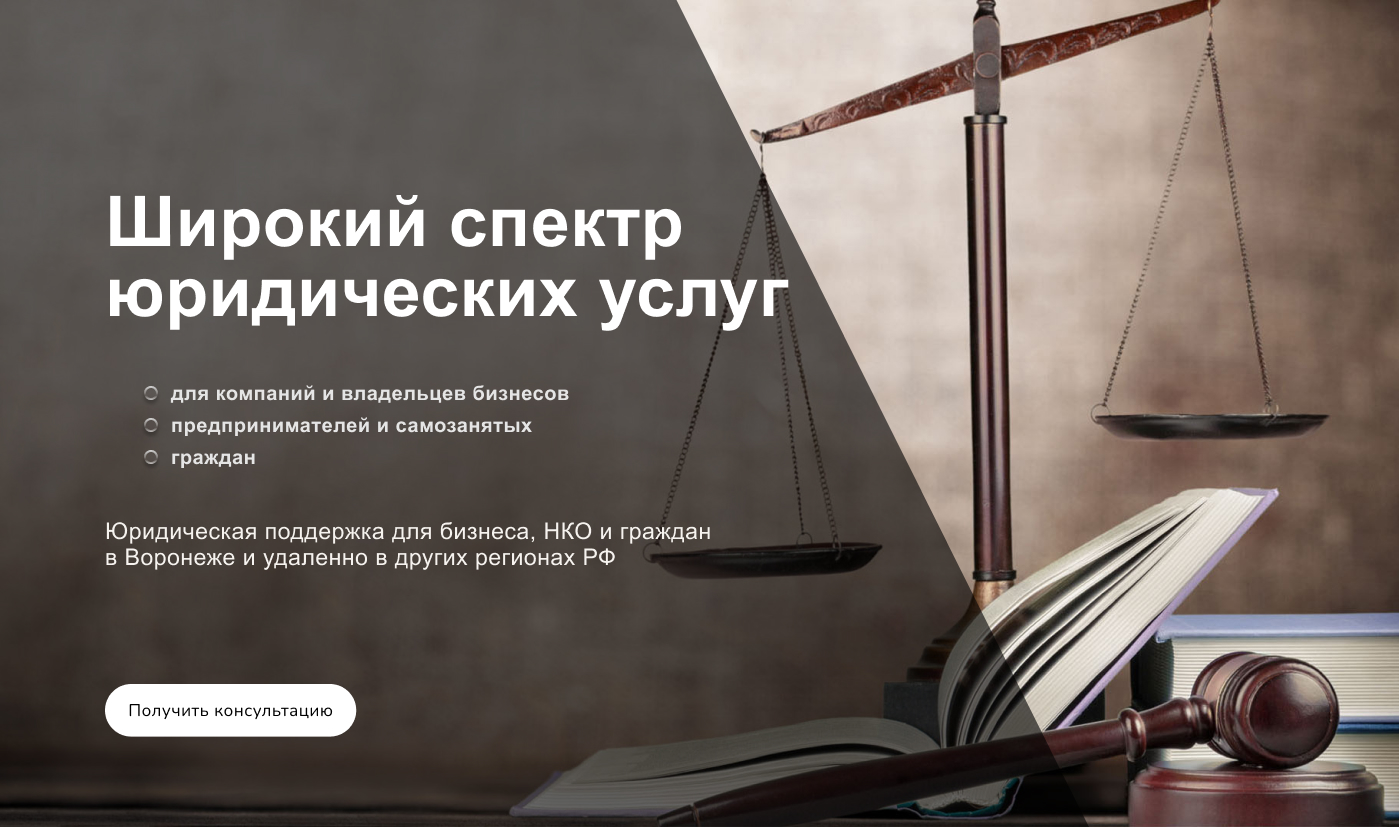 Широкий спектр
юридических услуг
для компаний и владельцев бизнесов
предпринимателей и самозанятых
граждан
Юридическая поддержка для бизнеса, НКО и граждан
в Воронеже и удаленно в других регионах РФ
Получить консультацию